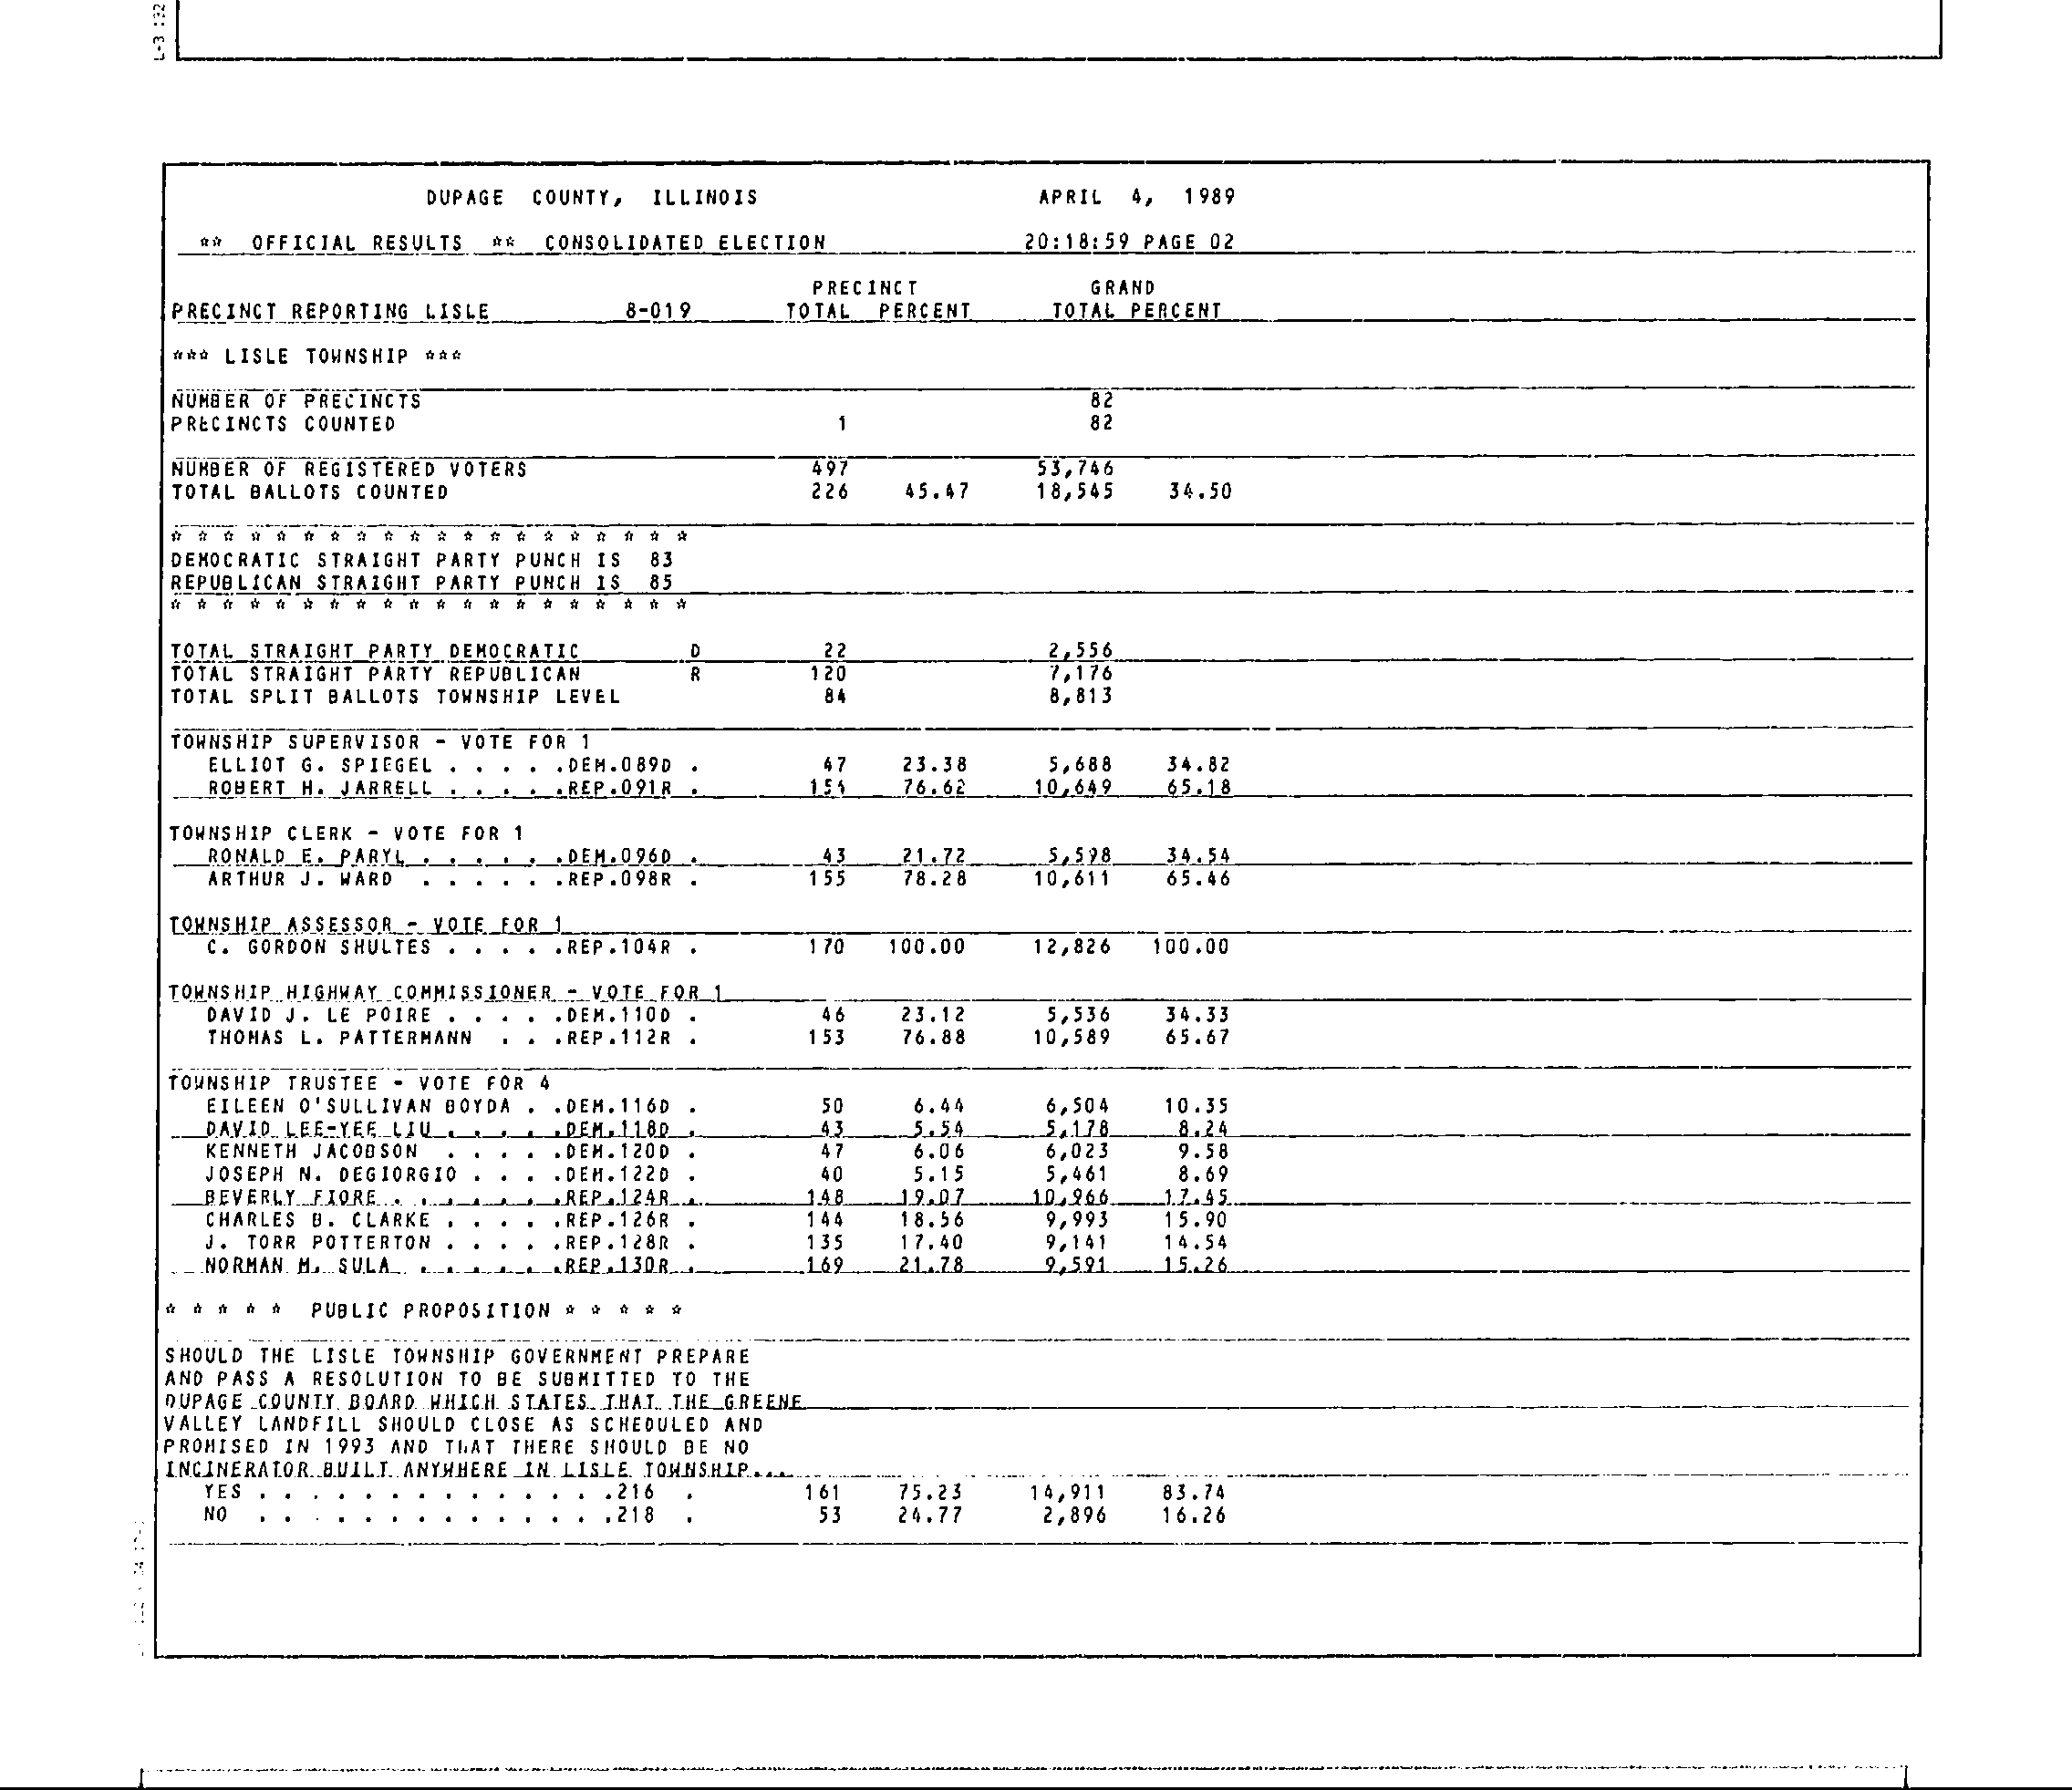 L-3 132
DUPAGE COUNTY, ILLINOIS APRIL 4, 1989
** OFFICIAL RESULTS ** CONSOLIDATED ELECTION 20:18:59 PAGE 02
PRECINCT GRAND
PRECINCT REPORTING LISLE 8-019 TOTAL PERCENT TOTAL PERCENT
*** LISLE TOWNSHIP ***
NUMBER OF PRECINCTS 82
PRECINCTS COUNTED 1 82
NUMBER OF REGISTERED VOTERS 497 53,746
TOTAL BALLOTS COUNTED 226 45.47 18,545 34.50
* * * * * * * * * * * * * * * * * * * *
DEMOCRATIC STRAIGHT PARTY PUNCH IS 83
REPUBLICAN STRAIGHT PARTY PUNCH IS 85
* * * * * * * * * * * * * * * * * * * *
TOTAL STRAIGHT PARTY DEMOCRATIC D 22 2,556
TOTAL STRAIGHT PARTY REPUBLICAN R 120 7,176
TOTAL SPLIT BALLOTS TOWNSHIP LEVEL 84 8,813
TOWNSHIP SUPERVISOR - VOTE FOR 1
ELLIOT G. SPIEGEL . . . . .DEM.089D . 47 23.38 5,688 34.82
ROBERT H. JARRELL . . . . .REP.091R . 154 76.62 10,649 65.18
TOWNSHIP CLERK - VOTE FOR 1
RONALD E. PARYL . . . . . .DEM.096D . 43 21.72 5,598 34.54
ARTHUR J. WARD . . . . . .REP.098R . 155 78.28 10,611 65.46
TOWNSHIP ASSESSOR - VOTE FOR 1
C. GORDON SHULTES . . . . .REP.104R . 170 100.00 12,826 100.00
TOWNSHIP HIGHWAY COMMISSIONER - VOTE FOR 1
DAVID J. LE POIRE . . . . .DEM.110D . 46 23.12 5,536 34.33
THOMAS L. PATTERMANN . . .REP.112R . 153 76.88 10,589 65.67
TOWNSHIP TRUSTEE - VOTE FOR 4
EILEEN O'SULLIVAN BOYDA . .DEM.116D . 50 6.44 6,504 10.35
DAVID LEE-YEE LIU . . . . .DEM.118D . 43 5.54 5,178 8.24
KENNETH JACOBSON . . . . .DEM.120D . 47 6.06 6,023 9.58
JOSEPH N. DEGIORGIO . . . .DEM.122D . 40 5.15 5,461 8.69
BEVERLY FIORE . . . . . . .REP.124R . 148 19.07 10,966 17.45
CHARLES B. CLARKE . . . . .REP.126R . 144 18.56 9,993 15.90
J. TORR POTTERTON . . . . .REP.128R . 135 17.40 9,141 14.54
NORMAN M. SULA . . . . . .REP.130R . 169 21.78 9,591 15.26
* * * * * PUBLIC PROPOSITION * * * * *
SHOULD THE LISLE TOWNSHIP GOVERNMENT PREPARE
AND PASS A RESOLUTION TO BE SUBMITTED TO THE
DUPAGE COUNTY BOARD WHICH STATES THAT THE GREENE
VALLEY LANDFILL SHOULD CLOSE AS SCHEDULED AND
PROMISED IN 1993 AND THAT THERE SHOULD BE NO
INCINERATOR BUILT ANYWHERE IN LISLE TOWNSHIP...
YES . . . . . . . . . . . . . .216 . 161 75.23 14,911 83.74
NO . . . . . . . . . . . . . .218 . 53 24.77 2,896 16.26